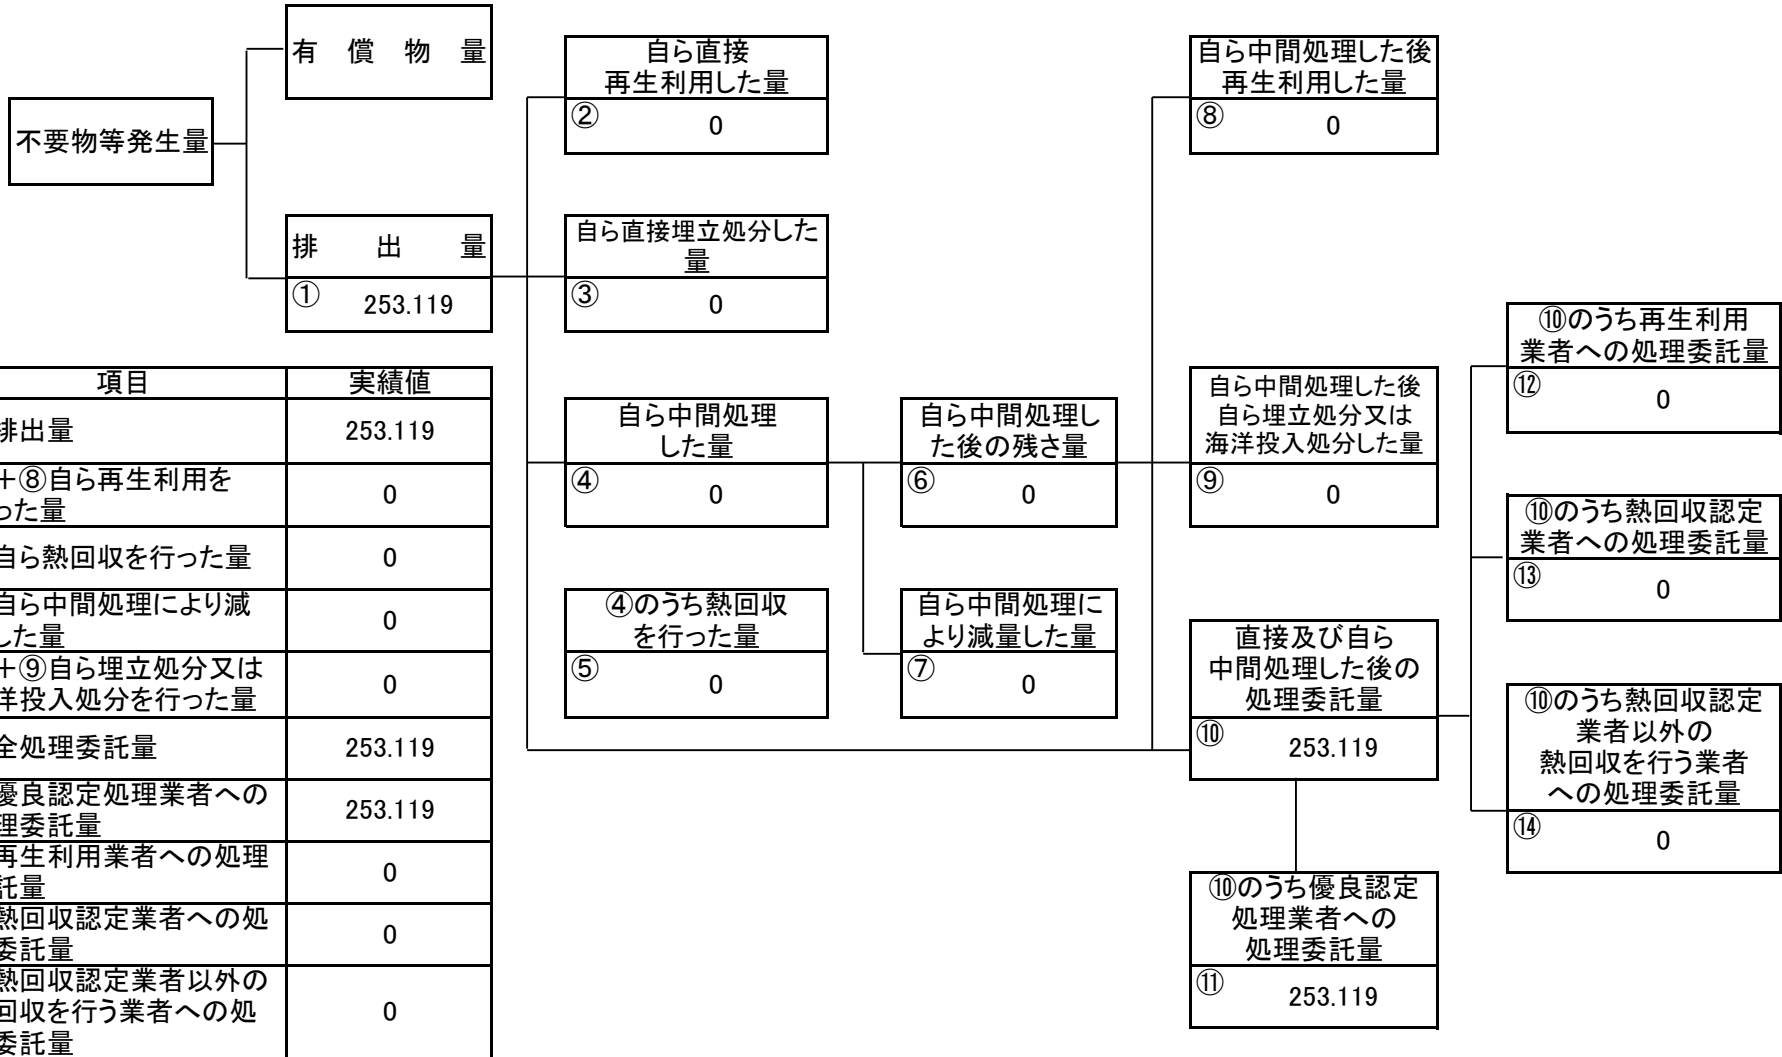 有 償 物 量
不要物等発生量
排 出 量
① 253.119
自ら直接
再生利用した量
② 0
自ら直接埋立処分した
量
③ 0
自ら中間処理
した量
④ 0
④のうち熱回収
を行った量
⑤ 0
自ら中間処理し
た後の残さ量
⑥ 0
自ら中間処理に
より減量した量
⑦ 0
自ら中間処理した後
再生利用した量
⑧ 0
自ら中間処理した後
自ら埋立処分又は
海洋投入処分した量
⑨ 0
直接及び自ら
中間処理した後の
処理委託量
⑩ 253.119
⑩のうち優良認定
処理業者への
処理委託量
⑪ 253.119
⑩のうち再生利用
業者への処理委託量
⑫ 0
⑩のうち熱回収認定
業者への処理委託量
⑬ 0
⑩のうち熱回収認定
業者以外の
熱回収を行う業者
への処理委託量
⑭ 0
項目 実績値
排出量 253.119
+⑧自ら再生利用を
った量 0
自ら熱回収を行った量 0
自ら中間処理により減
した量 0
+⑨自ら埋立処分又は
洋投入処分を行った量 0
全処理委託量 253.119
優良認定処理業者への
理委託量 253.119
再生利用業者への処理
託量 0
熱回収認定業者への処
委託量 0
熱回収認定業者以外の
回収を行う業者への処
委託量 0